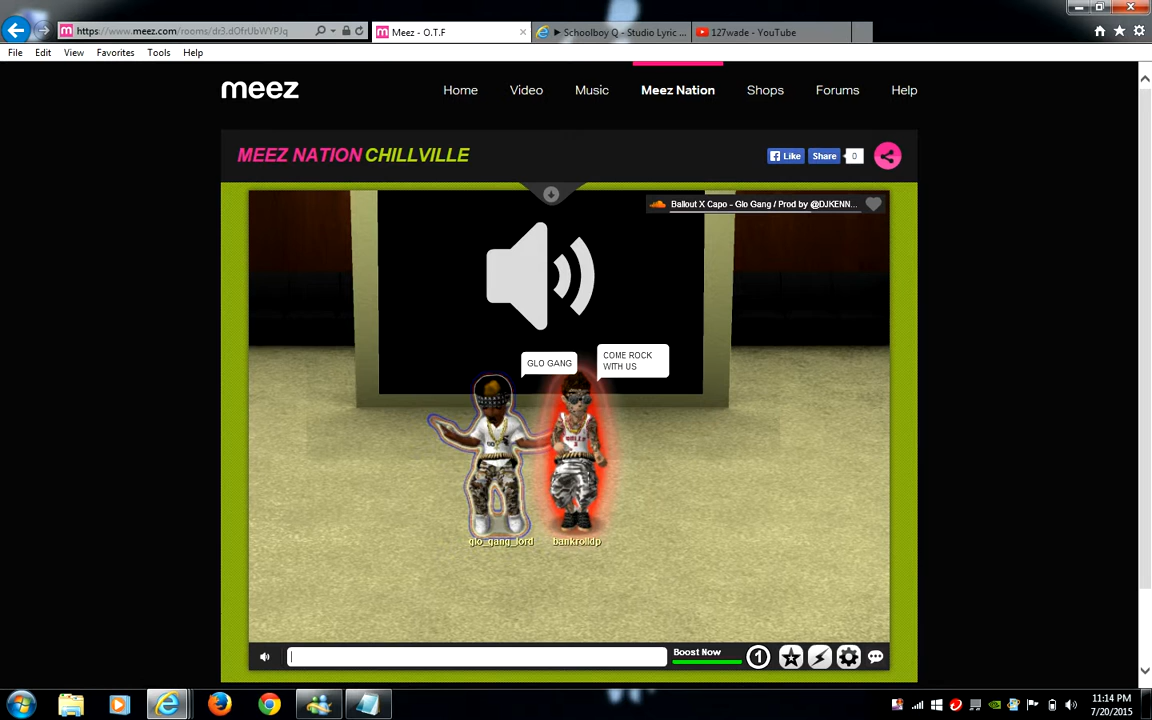 https://www.meez.com/rooms/dr3.dOfrUbWYPJq
Meez - O.T.F
Schoolboy Q - Studio Lyric ...
127wade - YouTube
File Edit View Favorites Tools Help
meez
Home Video Music Meez Nation Shops Forums Help
MEEZ NATION CHILLVILLE
Like Share 0
Ballout X Capo - Glo Gang / Prod by @DJKENN...
GLO GANG
COME ROCK
WITH US
glo_gang_lord bankrolldp
Boost Now
1
11:14 PM
7/20/2015